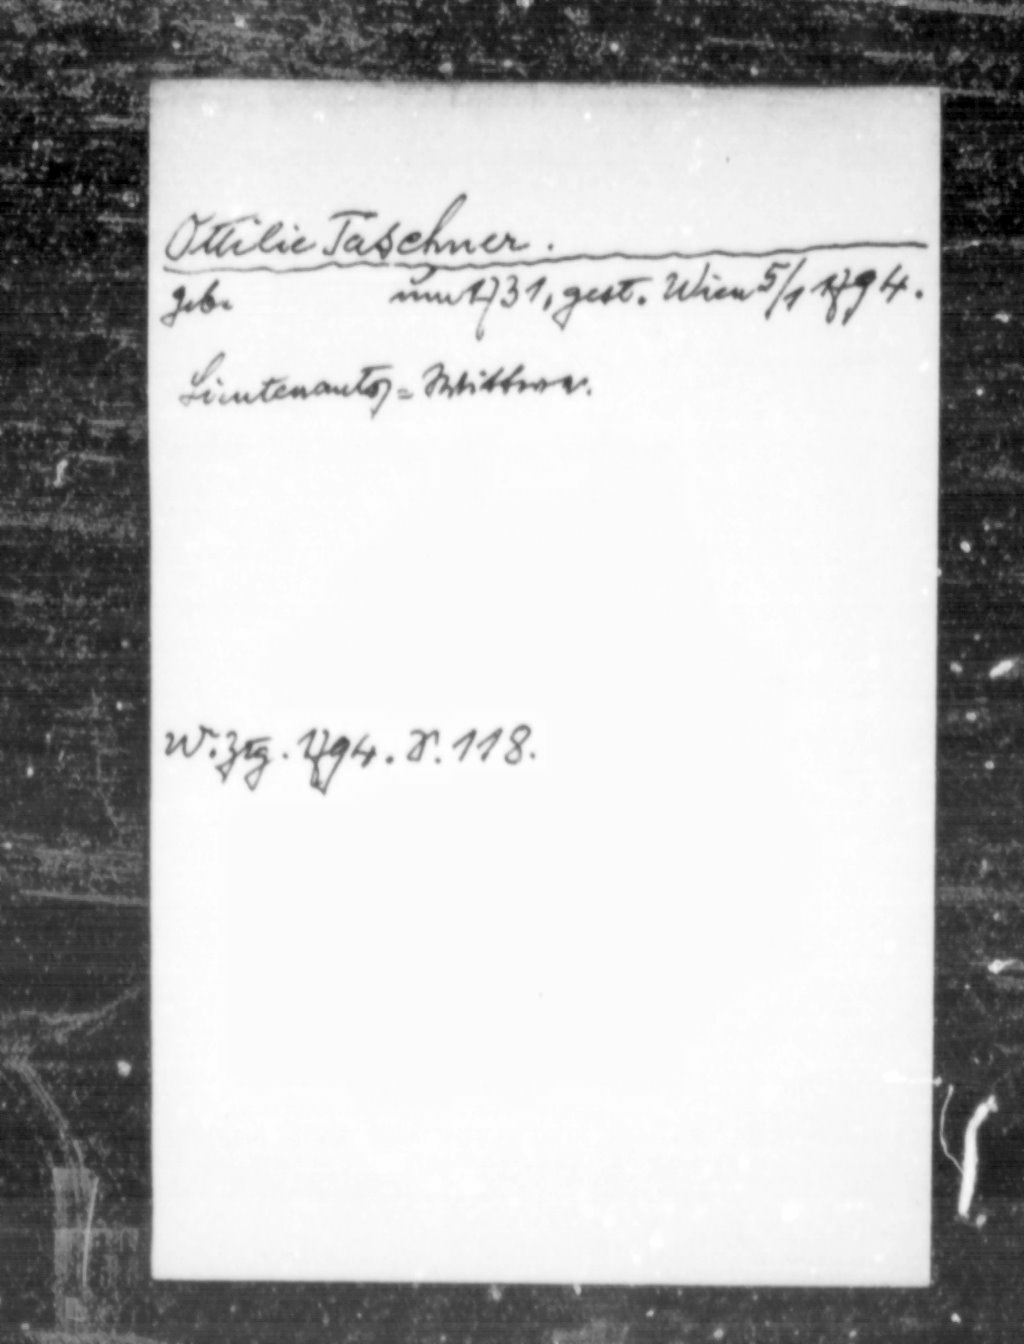 Ottilie Taschner.
geb. um 1731, gest. Wien 5/1 1794.
Lieutenants=Wittwe.
W. Ztg. 1794. S. 118.